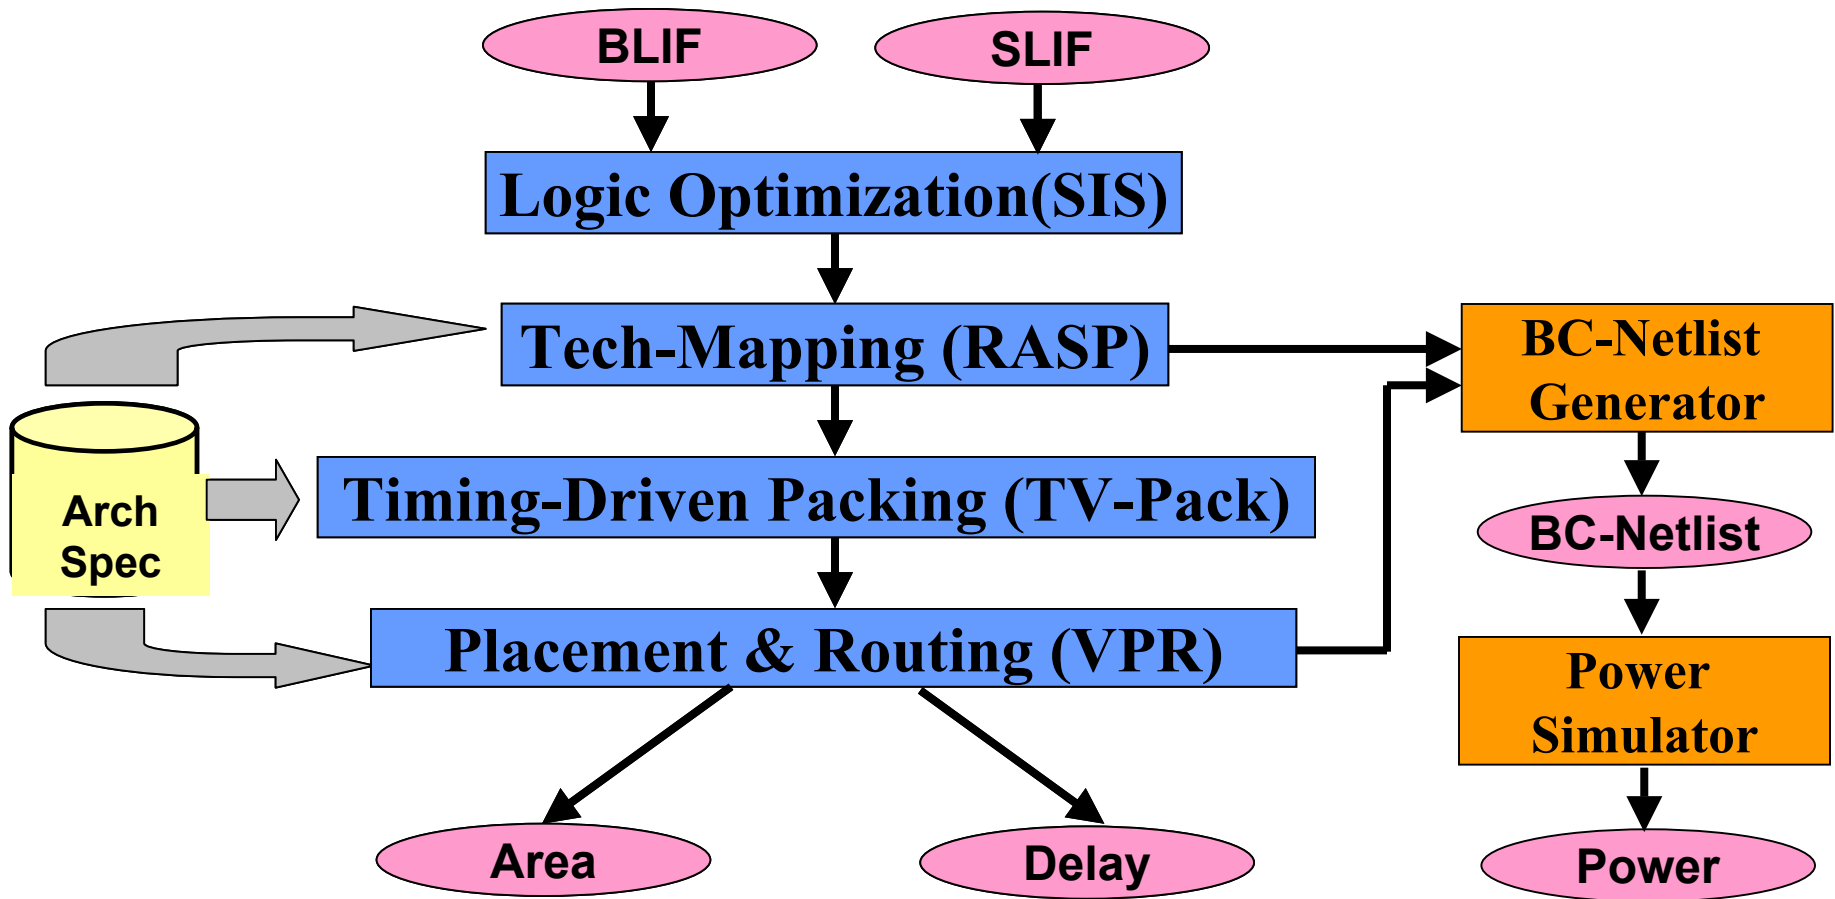 BLIF
SLIF
Logic Optimization(SIS)
Tech-Mapping (RASP)
BC-Netlist
Generator
Arch
Spec
Timing-Driven Packing (TV-Pack)
BC-Netlist
Placement & Routing (VPR)
Power
Simulator
Area
Delay
Power